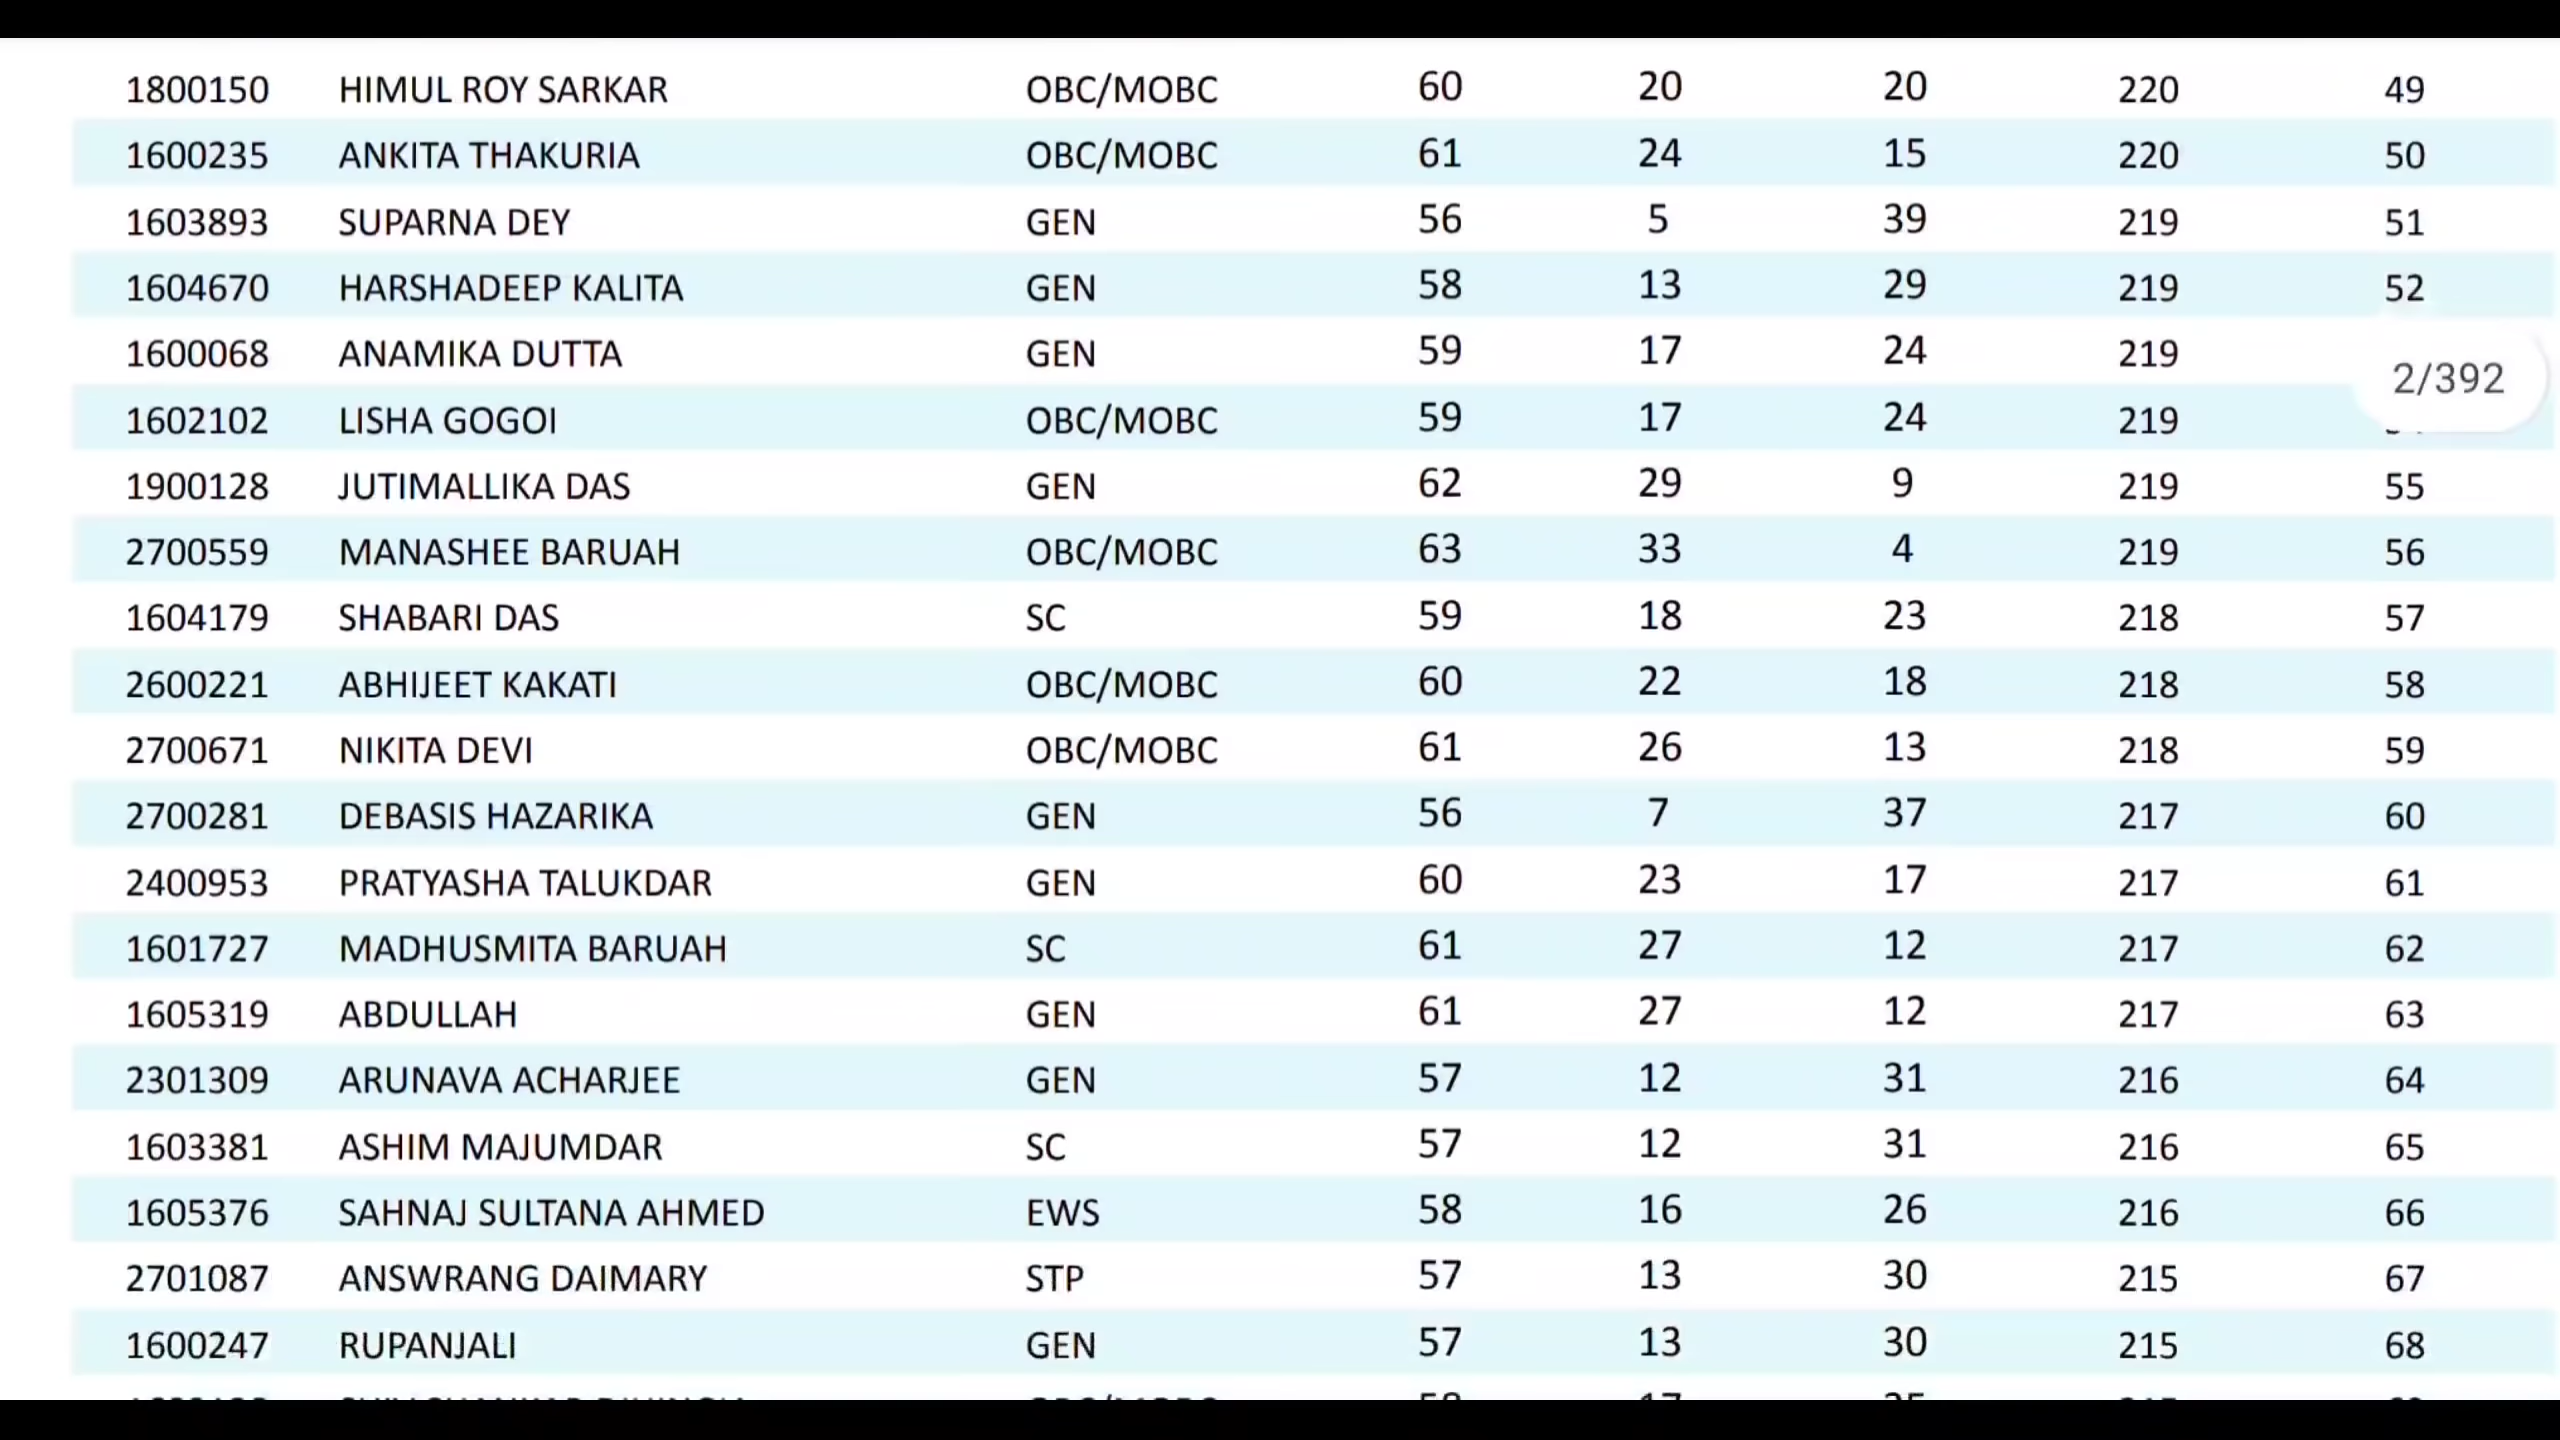 1800150 HIMUL ROY SARKAR OBC/MOBC 60 20 20 220 49
1600235 ANKITA THAKURIA OBC/MOBC 61 24 15 220 50
1603893 SUPARNA DEY GEN 56 5 39 219 51
1604670 HARSHADEEP KALITA GEN 58 13 29 219 52
1600068 ANAMIKA DUTTA GEN 59 17 24 219
2/392
1602102 LISHA GOGOI OBC/MOBC 59 17 24 219
1900128 JUTIMALLIKA DAS GEN 62 29 9 219 55
2700559 MANASHEE BARUAH OBC/MOBC 63 33 4 219 56
1604179 SHABARI DAS SC 59 18 23 218 57
2600221 ABHIJEET KAKATI OBC/MOBC 60 22 18 218 58
2700671 NIKITA DEVI OBC/MOBC 61 26 13 218 59
2700281 DEBASIS HAZARIKA GEN 56 7 37 217 60
2400953 PRATYASHA TALUKDAR GEN 60 23 17 217 61
1601727 MADHUSMITA BARUAH SC 61 27 12 217 62
1605319 ABDULLAH GEN 61 27 12 217 63
2301309 ARUNAVA ACHARJEE GEN 57 12 31 216 64
1603381 ASHIM MAJUMDAR SC 57 12 31 216 65
1605376 SAHNAJ SULTANA AHMED EWS 58 16 26 216 66
2701087 ANSWRANG DAIMARY STP 57 13 30 215 67
1600247 RUPANJALI GEN 57 13 30 215 68